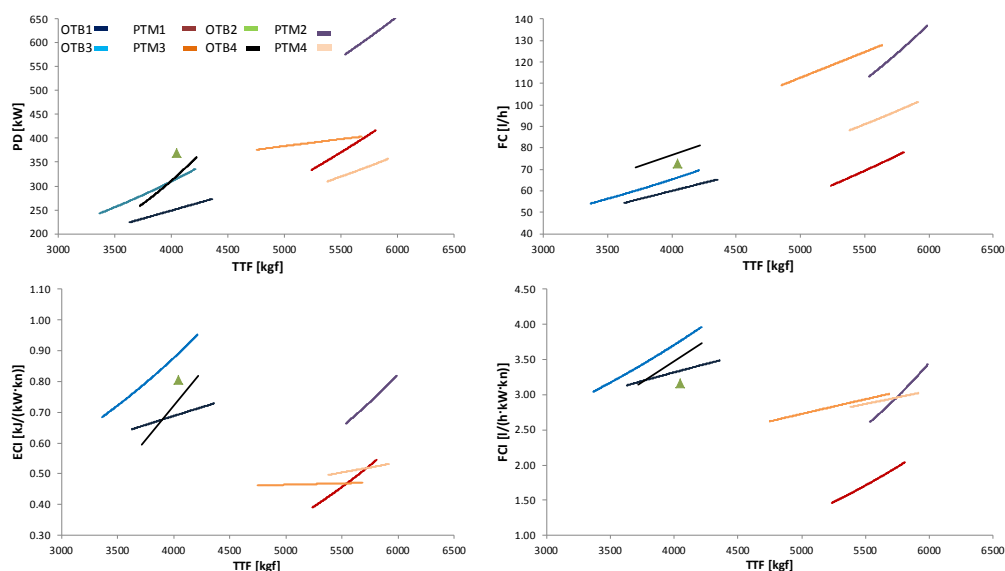 PD [kW]
650
600
550
500
450
400
350
300
250
200
OTB1 PTM1 OTB2 PTM2
OTB3 PTM3 OTB4 PTM4
3000 3500 4000 4500 5000 5500 6000 6500
TTF [kgf]
FC [l/h]
140
130
120
110
100
90
80
70
60
50
40
3000 3500 4000 4500 5000 5500 6000 6500
TTF [kgf]
ECI [kJ/(kW·kn)]
1.10
1.00
0.90
0.80
0.70
0.60
0.50
0.40
0.30
3000 3500 4000 4500 5000 5500 6000 6500
TTF [kgf]
FCI [l/(h·kW·kn)]
4.50
4.00
3.50
3.00
2.50
2.00
1.50
1.00
3000 3500 4000 4500 5000 5500 6000 6500
TTF [kgf]